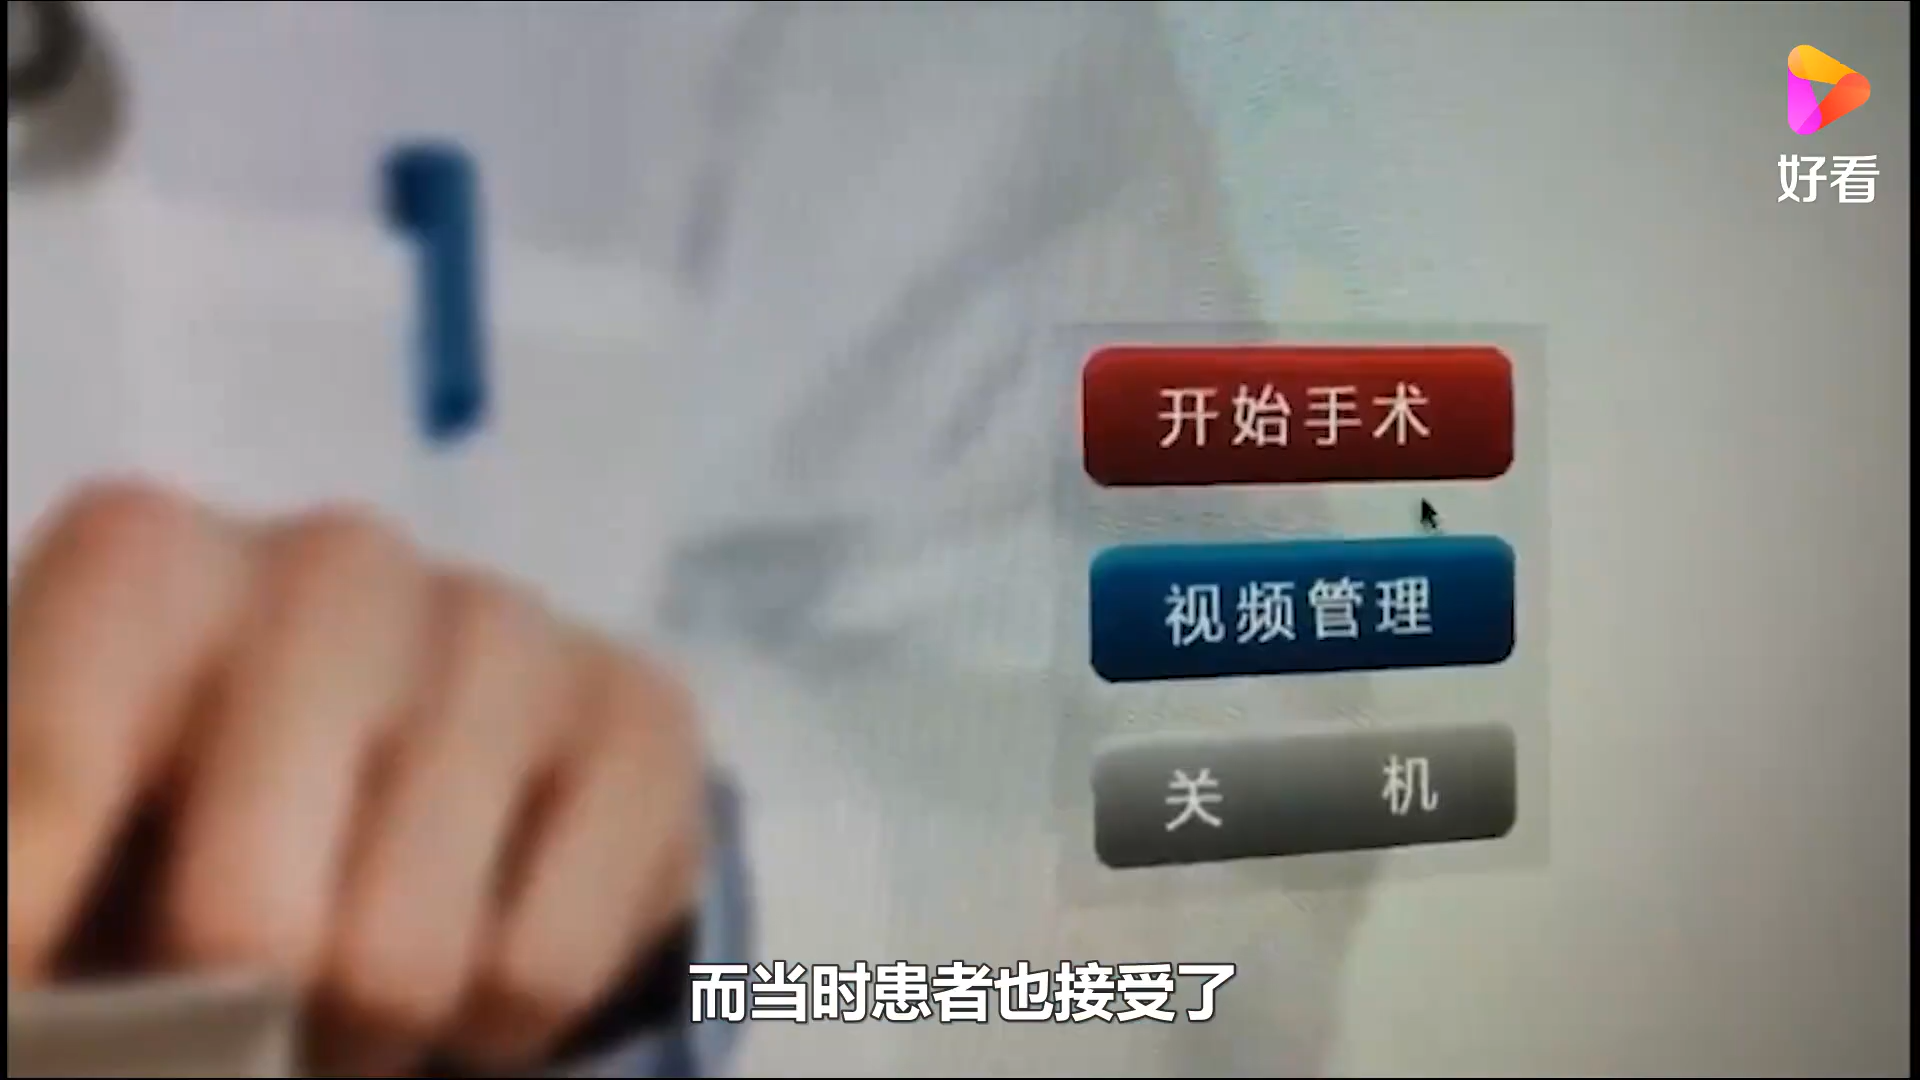 好看
开始手术
视频管理
关 机
而当时患者也接受了